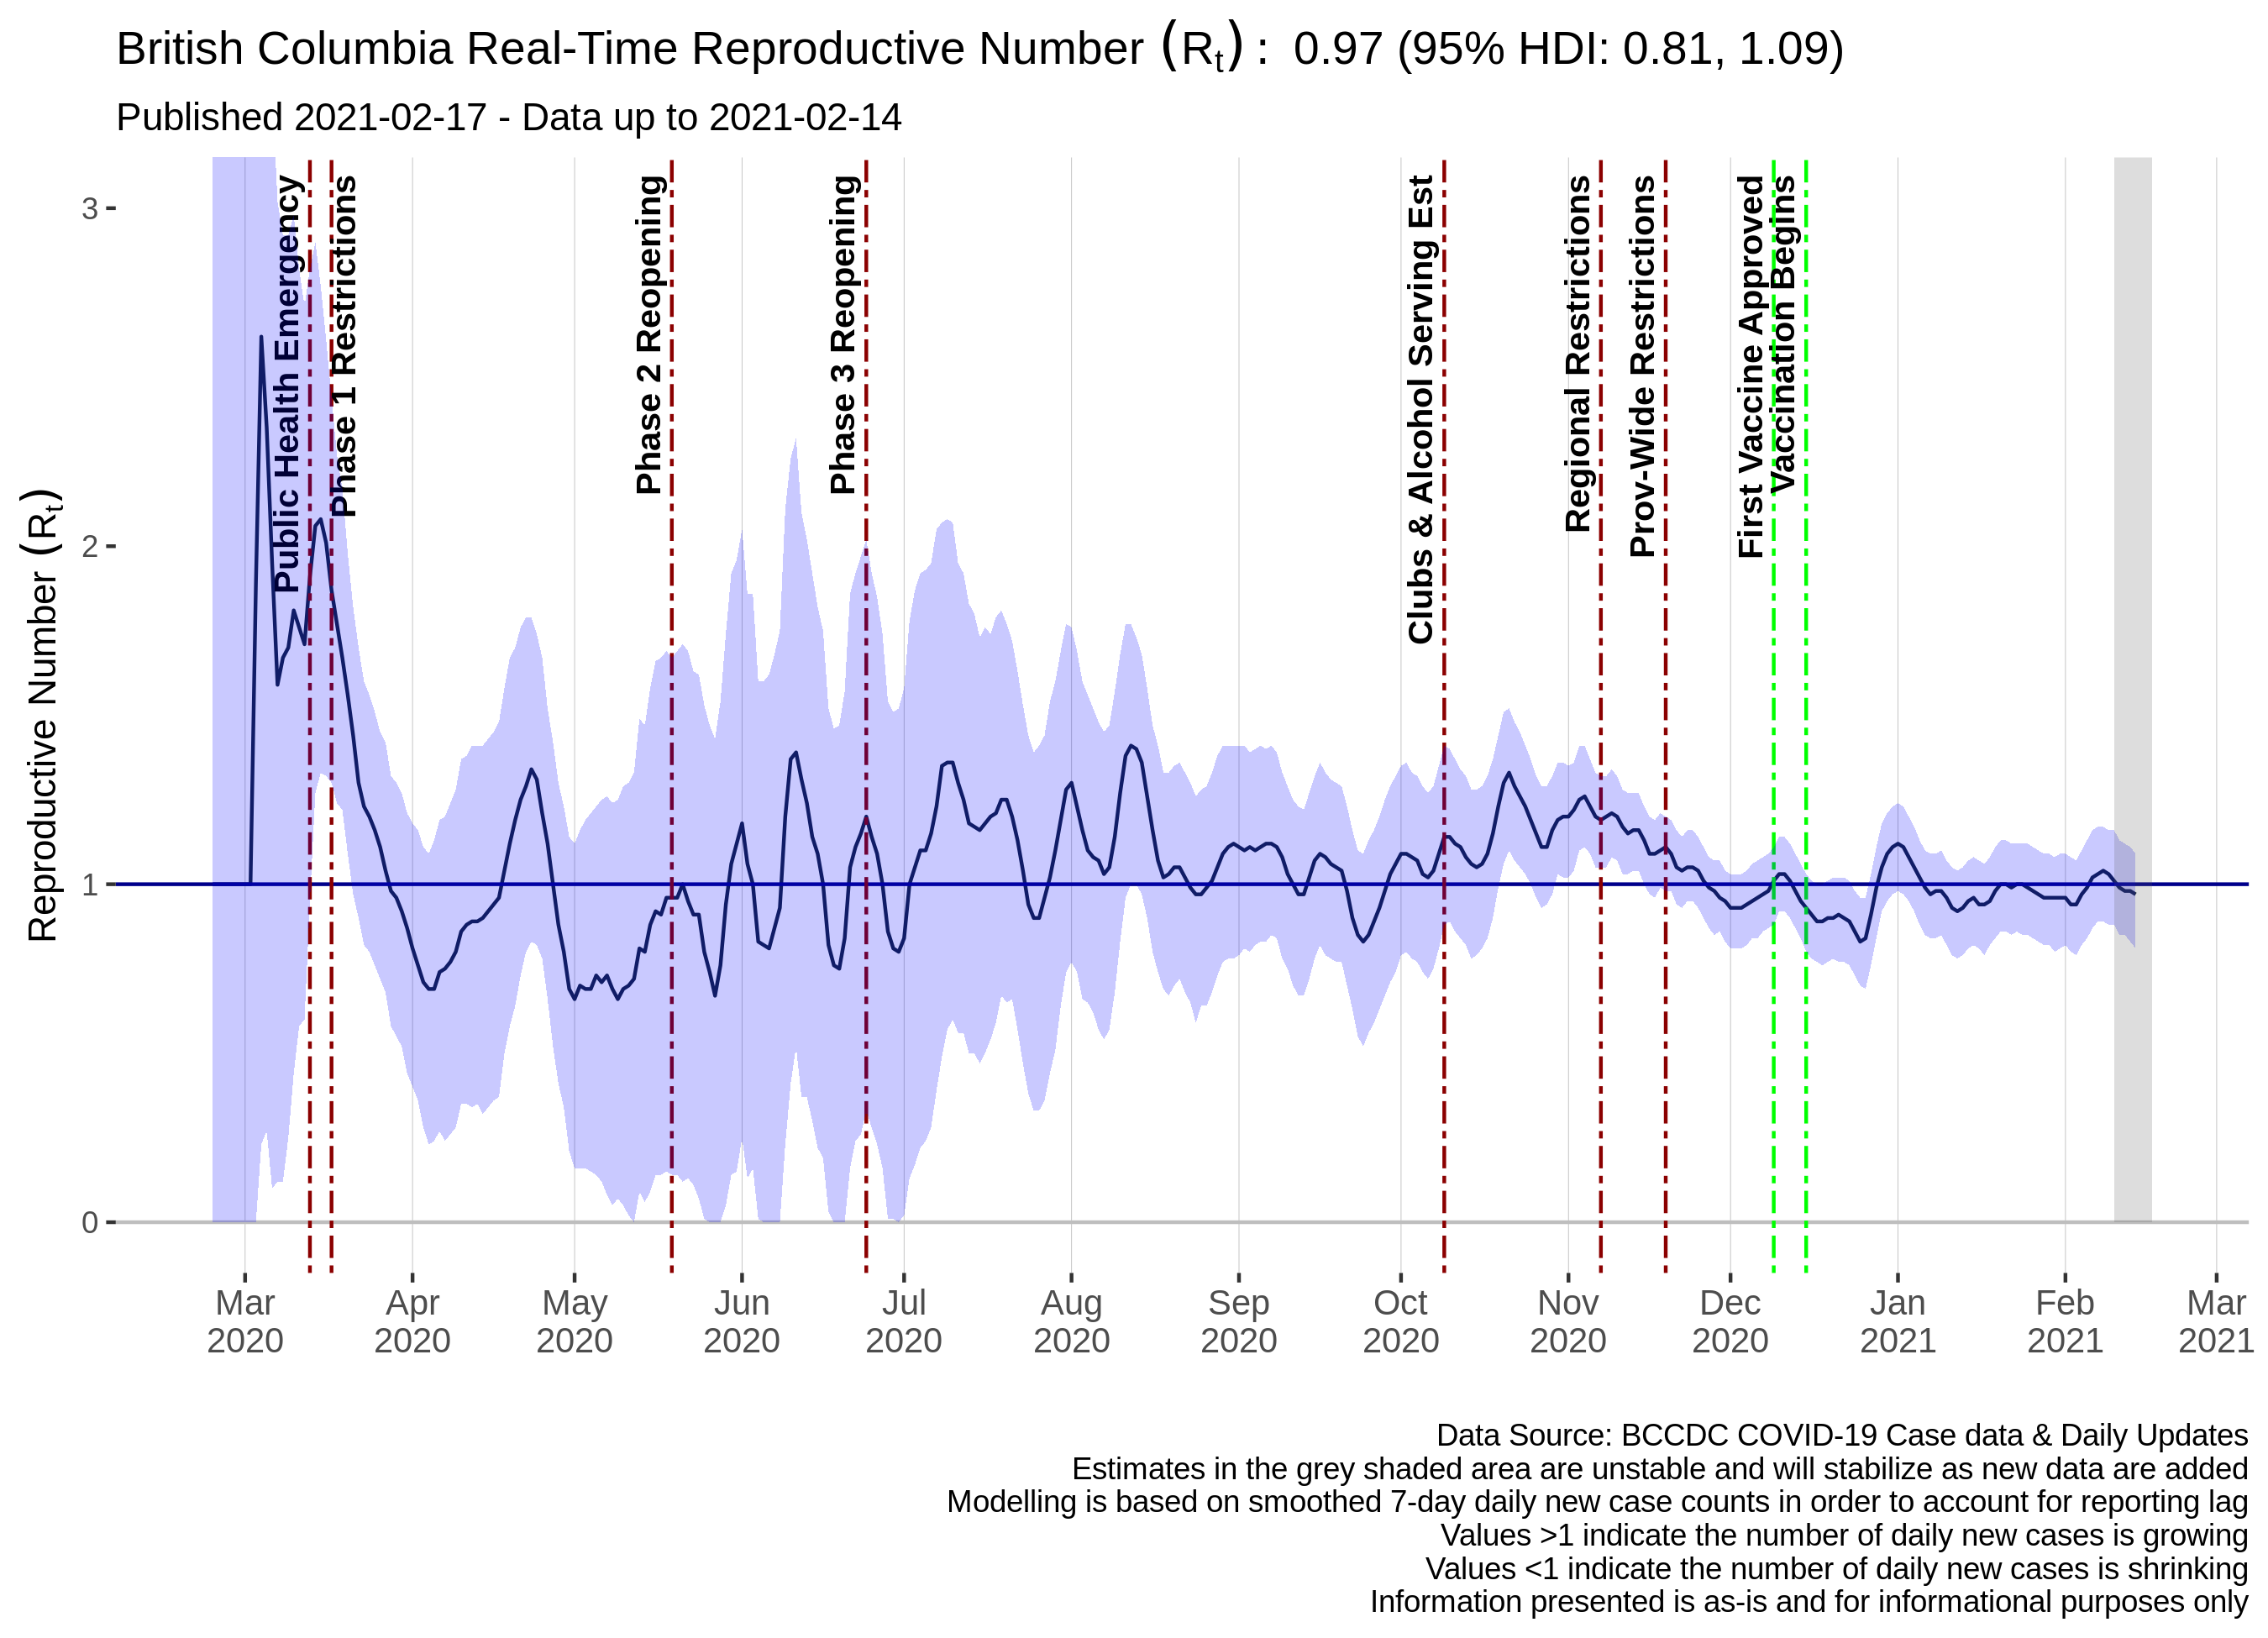 British Columbia Real-Time Reproductive Number (Rt) : 0.97 (95% HDI: 0.81, 1.09)
Published 2021-02-17 - Data up to 2021-02-14
Reproductive Number (Rt)
3
2
1
0
Public Health Emergency
Phase 1 Restrictions
Phase 2 Reopening
Phase 3 Reopening
Clubs & Alcohol Serving Est
Regional Restrictions
Prov-Wide Restrictions
First Vaccine Approved
Vaccination Begins
Mar 2020
Apr 2020
May 2020
Jun 2020
Jul 2020
Aug 2020
Sep 2020
Oct 2020
Nov 2020
Dec 2020
Jan 2021
Feb 2021
Mar 2021
Data Source: BCCDC COVID-19 Case data & Daily Updates
Estimates in the grey shaded area are unstable and will stabilize as new data are added
Modelling is based on smoothed 7-day daily new case counts in order to account for reporting lag
Values >1 indicate the number of daily new cases is growing
Values <1 indicate the number of daily new cases is shrinking
Information presented is as-is and for informational purposes only